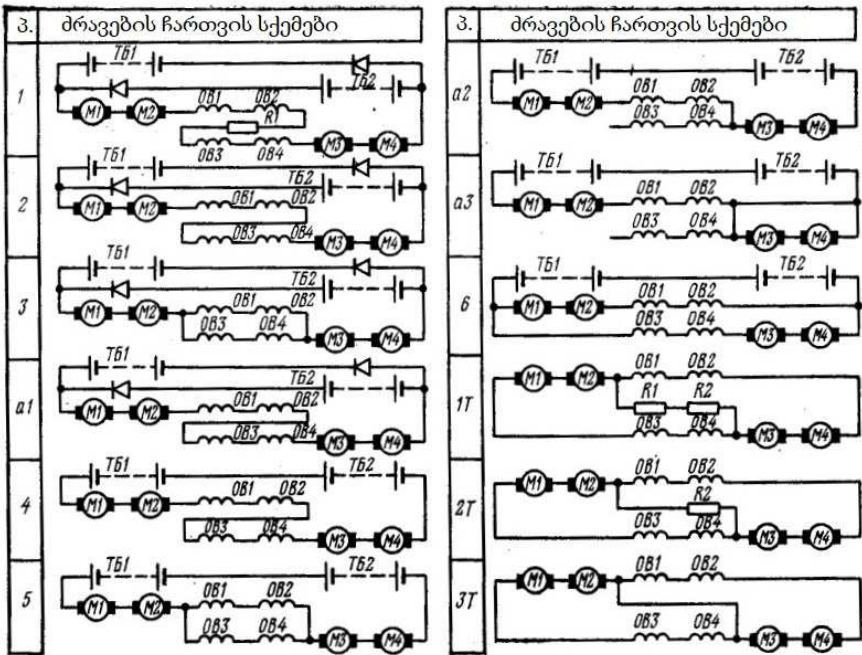 პ. ძრავების ჩართვის სქემები
ТБ1
ТБ2
1
М1 М2 ОВ1 ОВ2
R1
ОВ3 ОВ4 М3 М4
ТБ1
ТБ2
2
М1 М2 ОВ1 ОВ2
ОВ3 ОВ4 М3 М4
ТБ1
ТБ2
3
М1 М2 ОВ1 ОВ2
ОВ3 ОВ4 М3 М4
ТБ1
ТБ2
а1
М1 М2 ОВ1 ОВ2
ОВ3 ОВ4 М3 М4
ТБ1 ТБ2
4
М1 М2 ОВ1 ОВ2
ОВ3 ОВ4 М3 М4
ТБ1 ТБ2
5
М1 М2 ОВ1 ОВ2
ОВ3 ОВ4 М3 М4
პ. ძრავების ჩართვის სქემები
ТБ1 ТБ2
а2
М1 М2 ОВ1 ОВ2
ОВ3 ОВ4 М3 М4
ТБ1 ТБ2
а3
М1 М2 ОВ1 ОВ2
ОВ3 ОВ4 М3 М4
ТБ1 ТБ2
6
М1 М2 ОВ1 ОВ2
ОВ3 ОВ4 М3 М4
М1 М2 ОВ1 ОВ2
1Т
R1 R2
ОВ3 ОВ4 М3 М4
М1 М2 ОВ1 ОВ2
2Т
R2
ОВ3 ОВ4 М3 М4
М1 М2 ОВ1 ОВ2
3Т
ОВ3 ОВ4 М3 М4